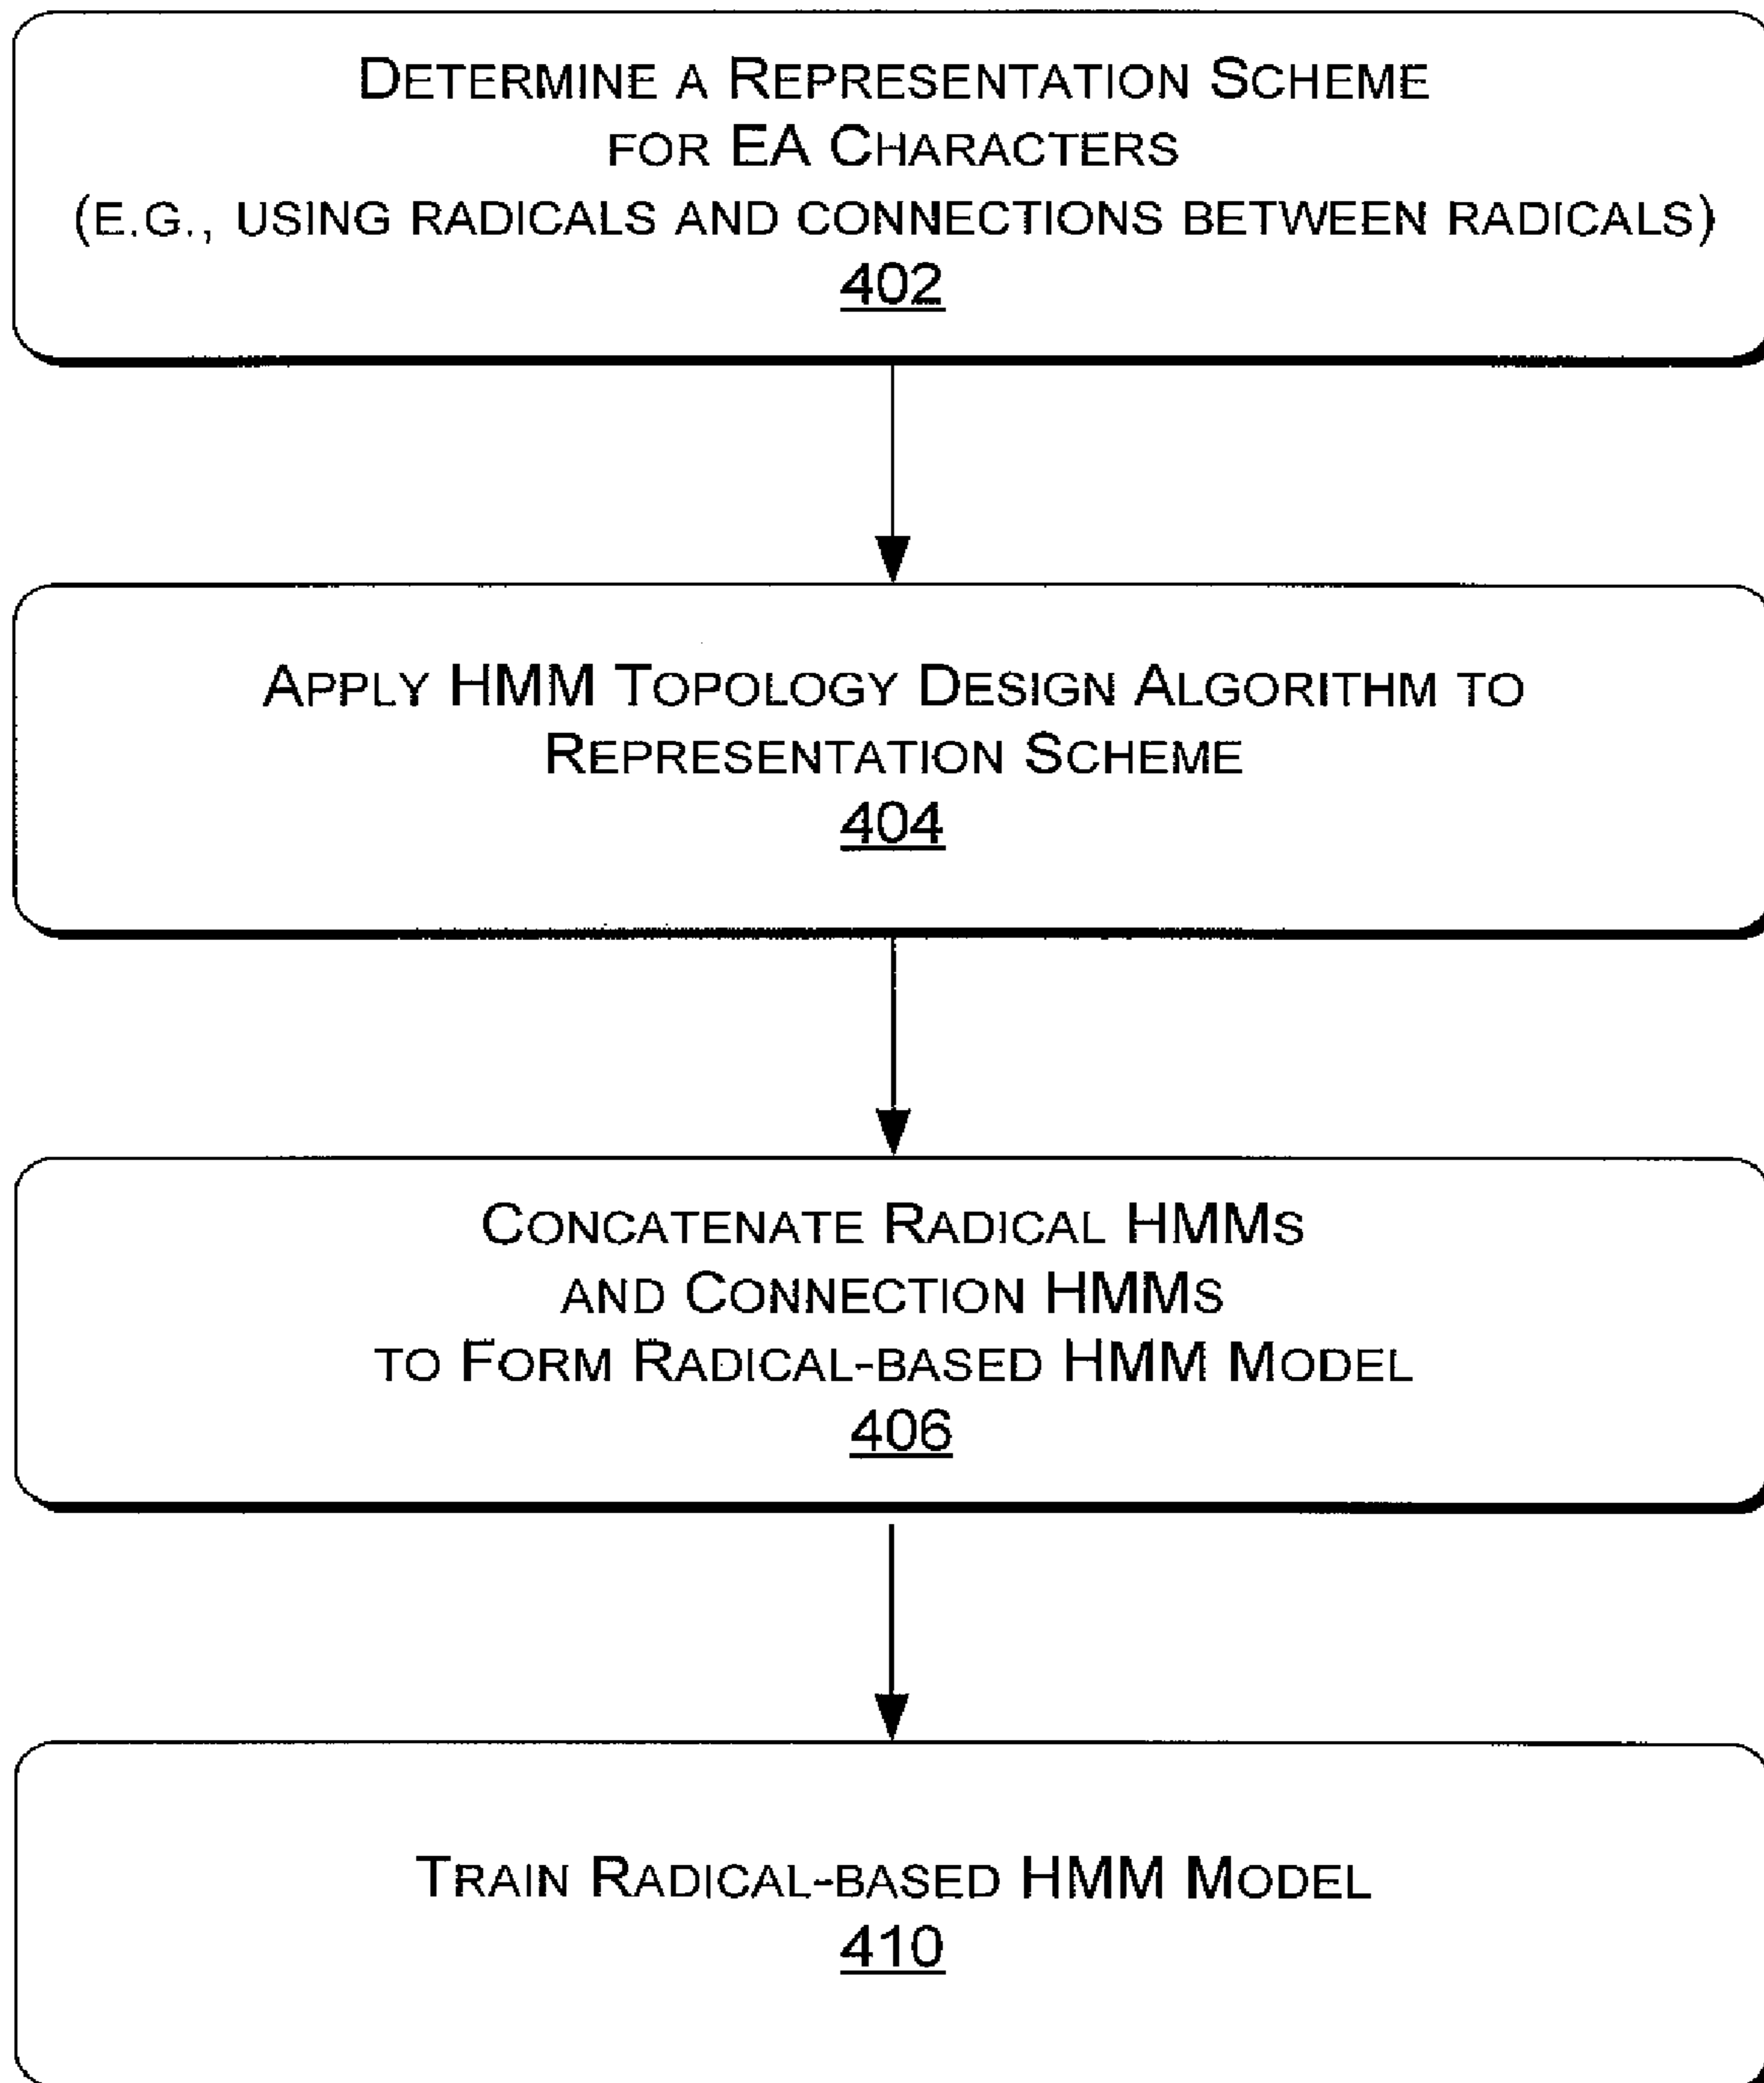 DETERMINE A REPRESENTATION SCHEME
FOR EA CHARACTERS
(E.G., USING RADICALS AND CONNECTIONS BETWEEN RADICALS)
402
APPLY HMM TOPOLOGY DESIGN ALGORITHM TO
REPRESENTATION SCHEME
404
CONCATENATE RADICAL HMMS
AND CONNECTION HMMS
TO FORM RADICAL-BASED HMM MODEL
406
TRAIN RADICAL-BASED HMM MODEL
410